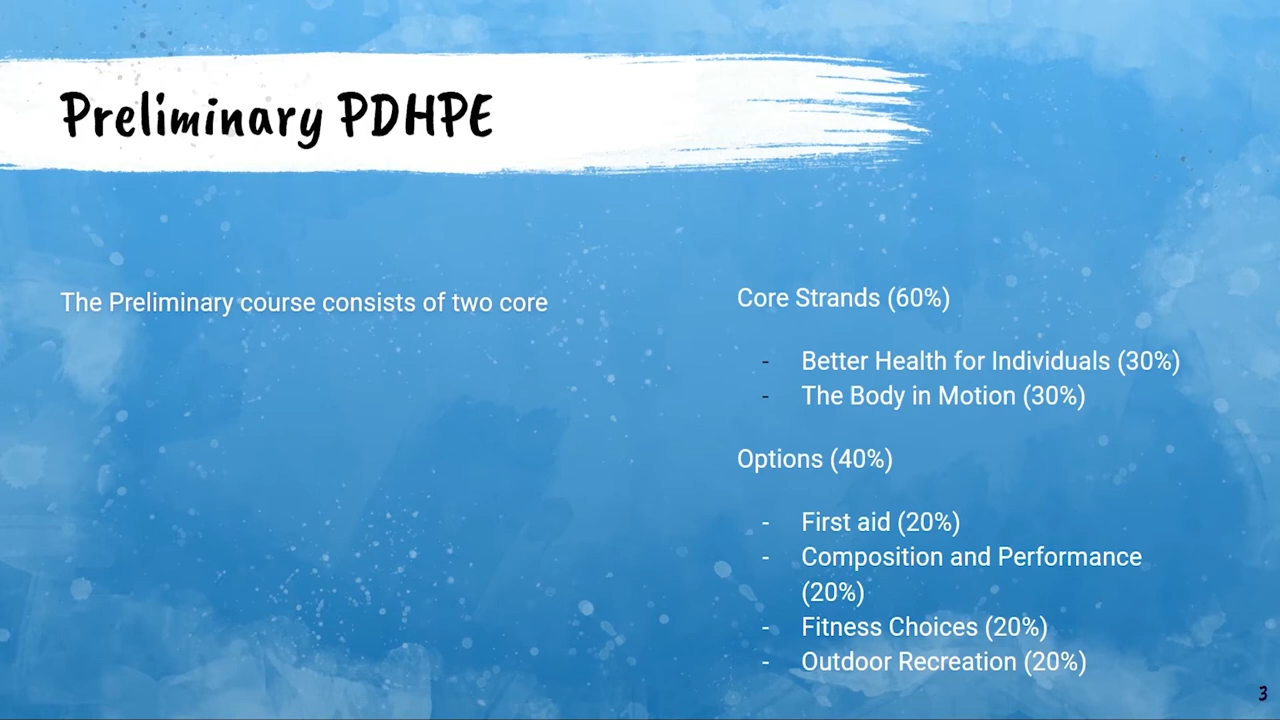 Preliminary PDHPE
The Preliminary course consists of two core
Core Strands (60%)
- Better Health for Individuals (30%)
- The Body in Motion (30%)
Options (40%)
- First aid (20%)
- Composition and Performance
(20%)
- Fitness Choices (20%)
- Outdoor Recreation (20%)
3